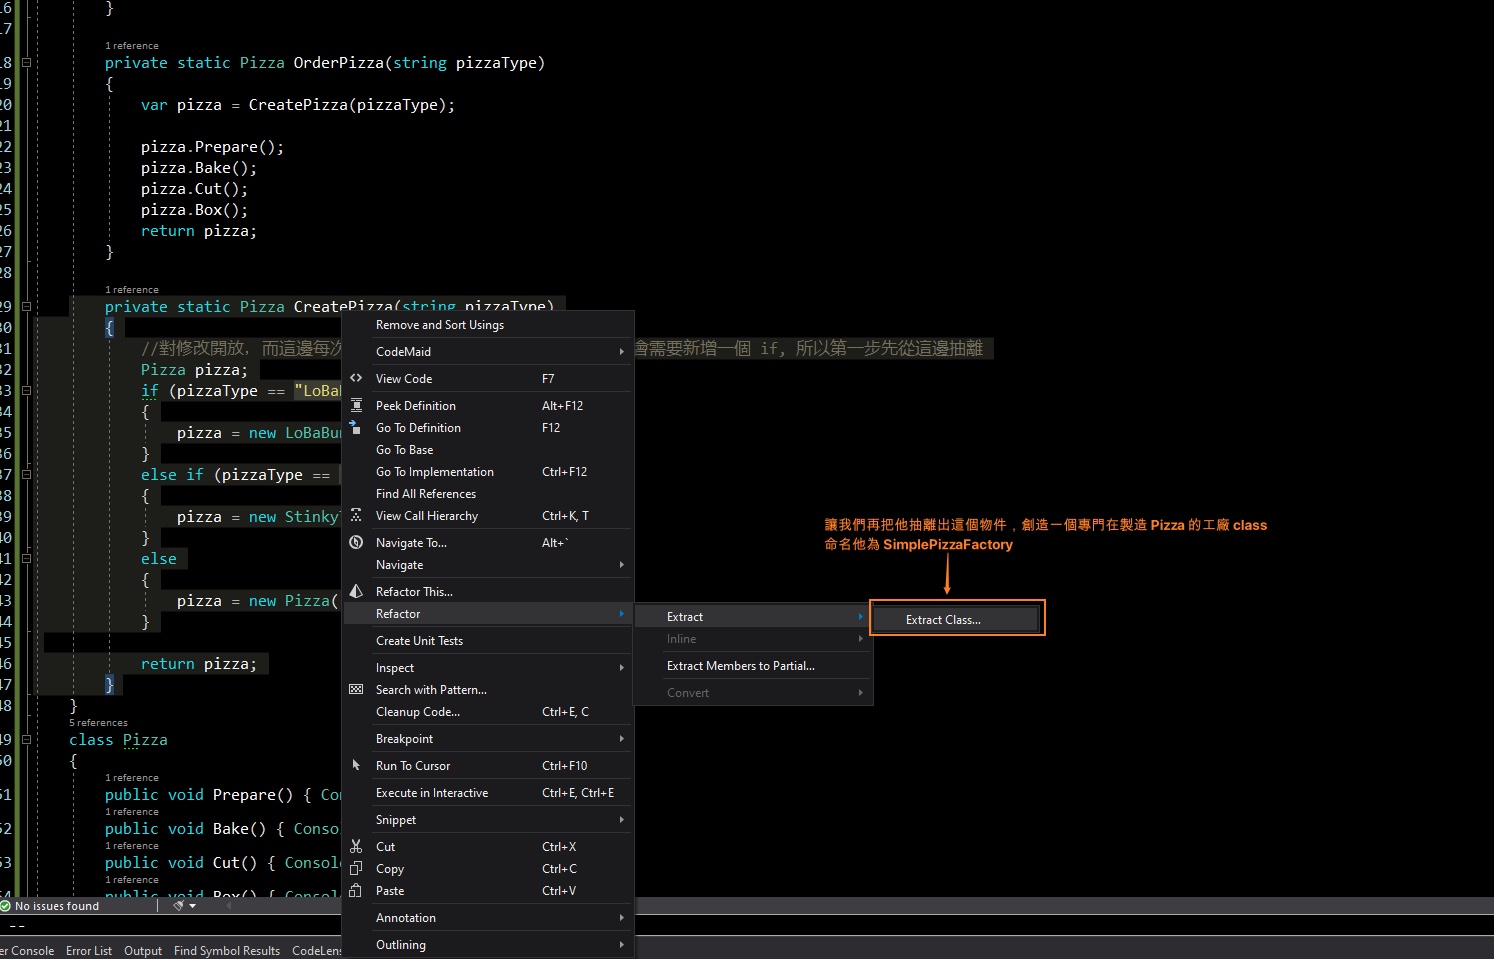 16 }
17
1 reference
18 private static Pizza OrderPizza(string pizzaType)
19 {
20 var pizza = CreatePizza(pizzaType);
21
22 pizza.Prepare();
23 pizza.Bake();
24 pizza.Cut();
25 pizza.Box();
26 return pizza;
27 }
28
1 reference
29 private static Pizza CreatePizza(string pizzaType)
30 {
31 //對修改開放, 而這邊每次 會需要新增一個 if, 所以第一步先從這邊抽離
32 Pizza pizza;
33 if (pizzaType == "LoBa
34 {
35 pizza = new LoBaBu
36 }
37 else if (pizzaType ==
38 {
39 pizza = new Stinky
40 }
41 else
42 {
43 pizza = new Pizza(
44 }
45
46 return pizza;
47 }
48 }
5 references
49 class Pizza
50 {
1 reference
51 public void Prepare() { Con
1 reference
52 public void Bake() { Conso
1 reference
53 public void Cut() { Console
1 reference
54 public void Box() { Console
Remove and Sort Usings
CodeMaid
View Code F7
Peek Definition Alt+F12
Go To Definition F12
Go To Base
Go To Implementation Ctrl+F12
Find All References
View Call Hierarchy Ctrl+K, T
Navigate To... Alt+`
Navigate
Refactor This...
Refactor
Create Unit Tests
Inspect
Search with Pattern...
Cleanup Code... Ctrl+E, C
Breakpoint
Run To Cursor Ctrl+F10
Execute in Interactive Ctrl+E, Ctrl+E
Snippet
Cut Ctrl+X
Copy Ctrl+C
Paste Ctrl+V
Annotation
Outlining
Extract
Inline
Extract Members to Partial...
Convert
讓我們再把他抽離出這個物件，創造一個專門在製造 Pizza 的工廠 class
命名他為 SimplePizzaFactory
Extract Class...
No issues found
--
er Console Error List Output Find Symbol Results CodeLens